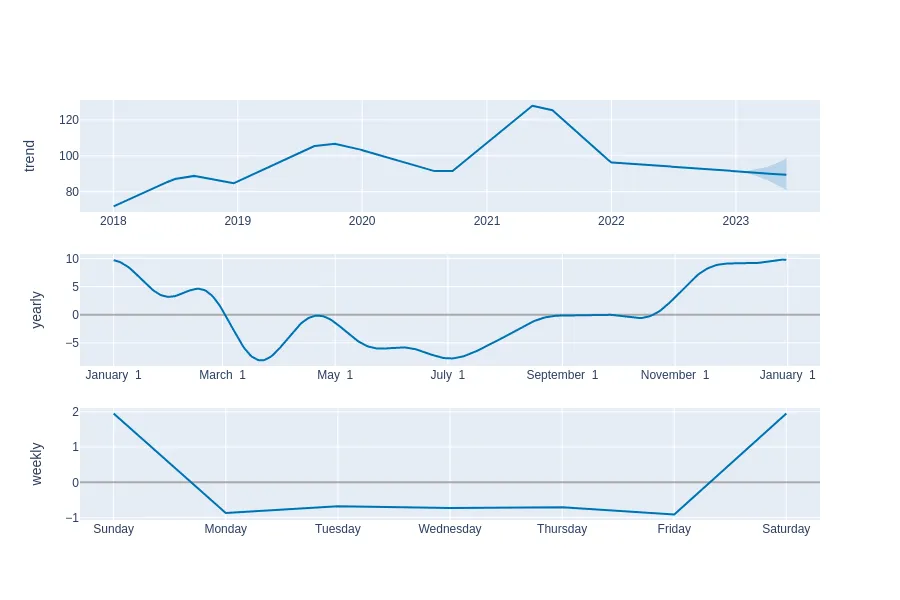 trend
120
100
80
2018 2019 2020 2021 2022 2023
yearly
10
5
0
−5
January 1 March 1 May 1 July 1 September 1 November 1 January 1
weekly
2
1
0
−1
Sunday Monday Tuesday Wednesday Thursday Friday Saturday